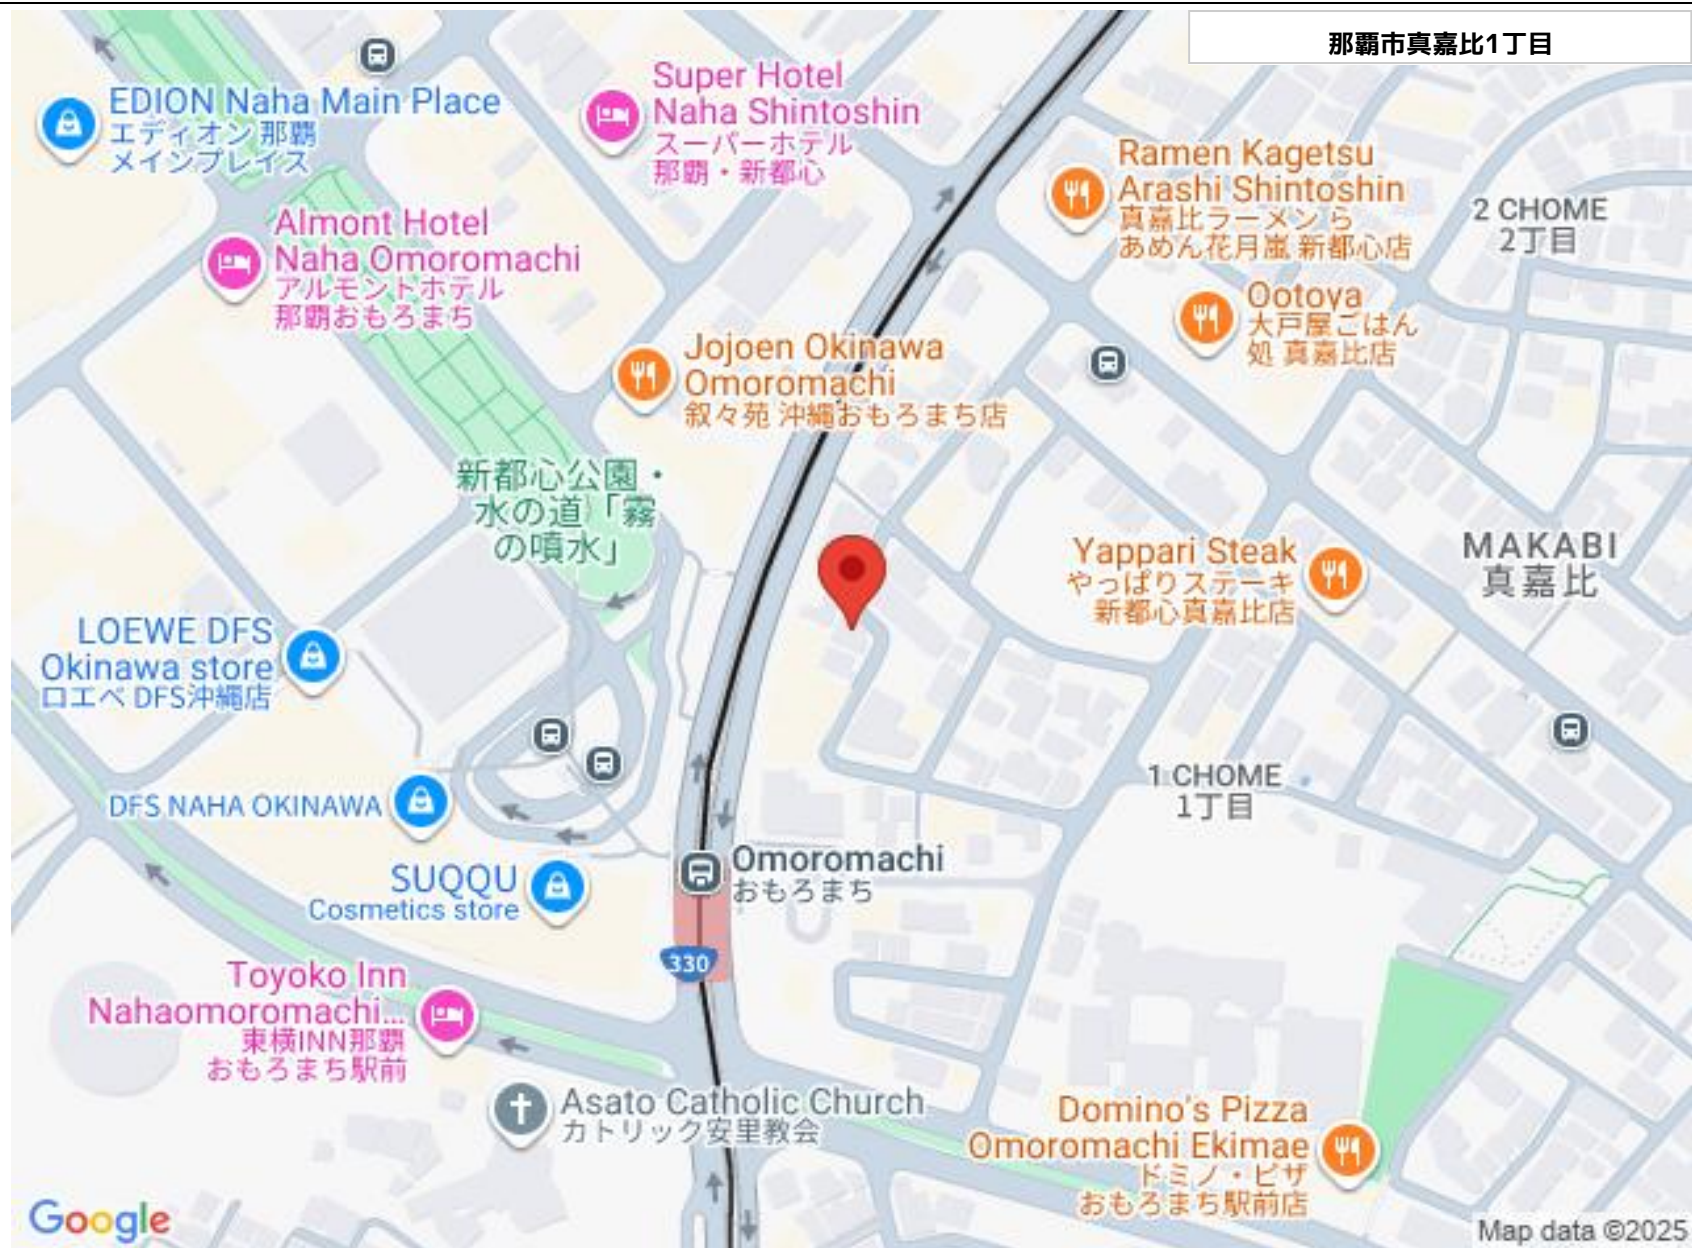 那覇市真嘉比1丁目
EDION Naha Main Place
エディオン 那覇
メインプレイス
Super Hotel
Naha Shintoshin
スーパーホテル
那覇・新都心
Ramen Kagetsu
Arashi Shintoshin
真嘉比ラーメン ら
あめん花月嵐 新都心店
2 CHOME
2丁目
Almont Hotel
Naha Omoromachi
アルモントホテル
那覇おもろまち
Ootoya
大戸屋ごはん
処 真嘉比店
Jojoen Okinawa
Omoromachi
叙々苑 沖縄おもろまち店
新都心公園・
水の道「霧
の噴水」
Yappari Steak
やっぱりステーキ
新都心真嘉比店
MAKABI
真嘉比
LOEWE DFS
Okinawa store
ロエベ DFS沖縄店
1 CHOME
1丁目
DFS NAHA OKINAWA
Omoromachi
おもろまち
SUQQU
Cosmetics store
330
Toyoko Inn
Nahaomoromachi...
東横INN那覇
おもろまち駅前
Asato Catholic Church
カトリック安里教会
Domino's Pizza
Omoromachi Ekimae
ドミノ・ピザ
おもろまち駅前店
Google
Map data ©2025